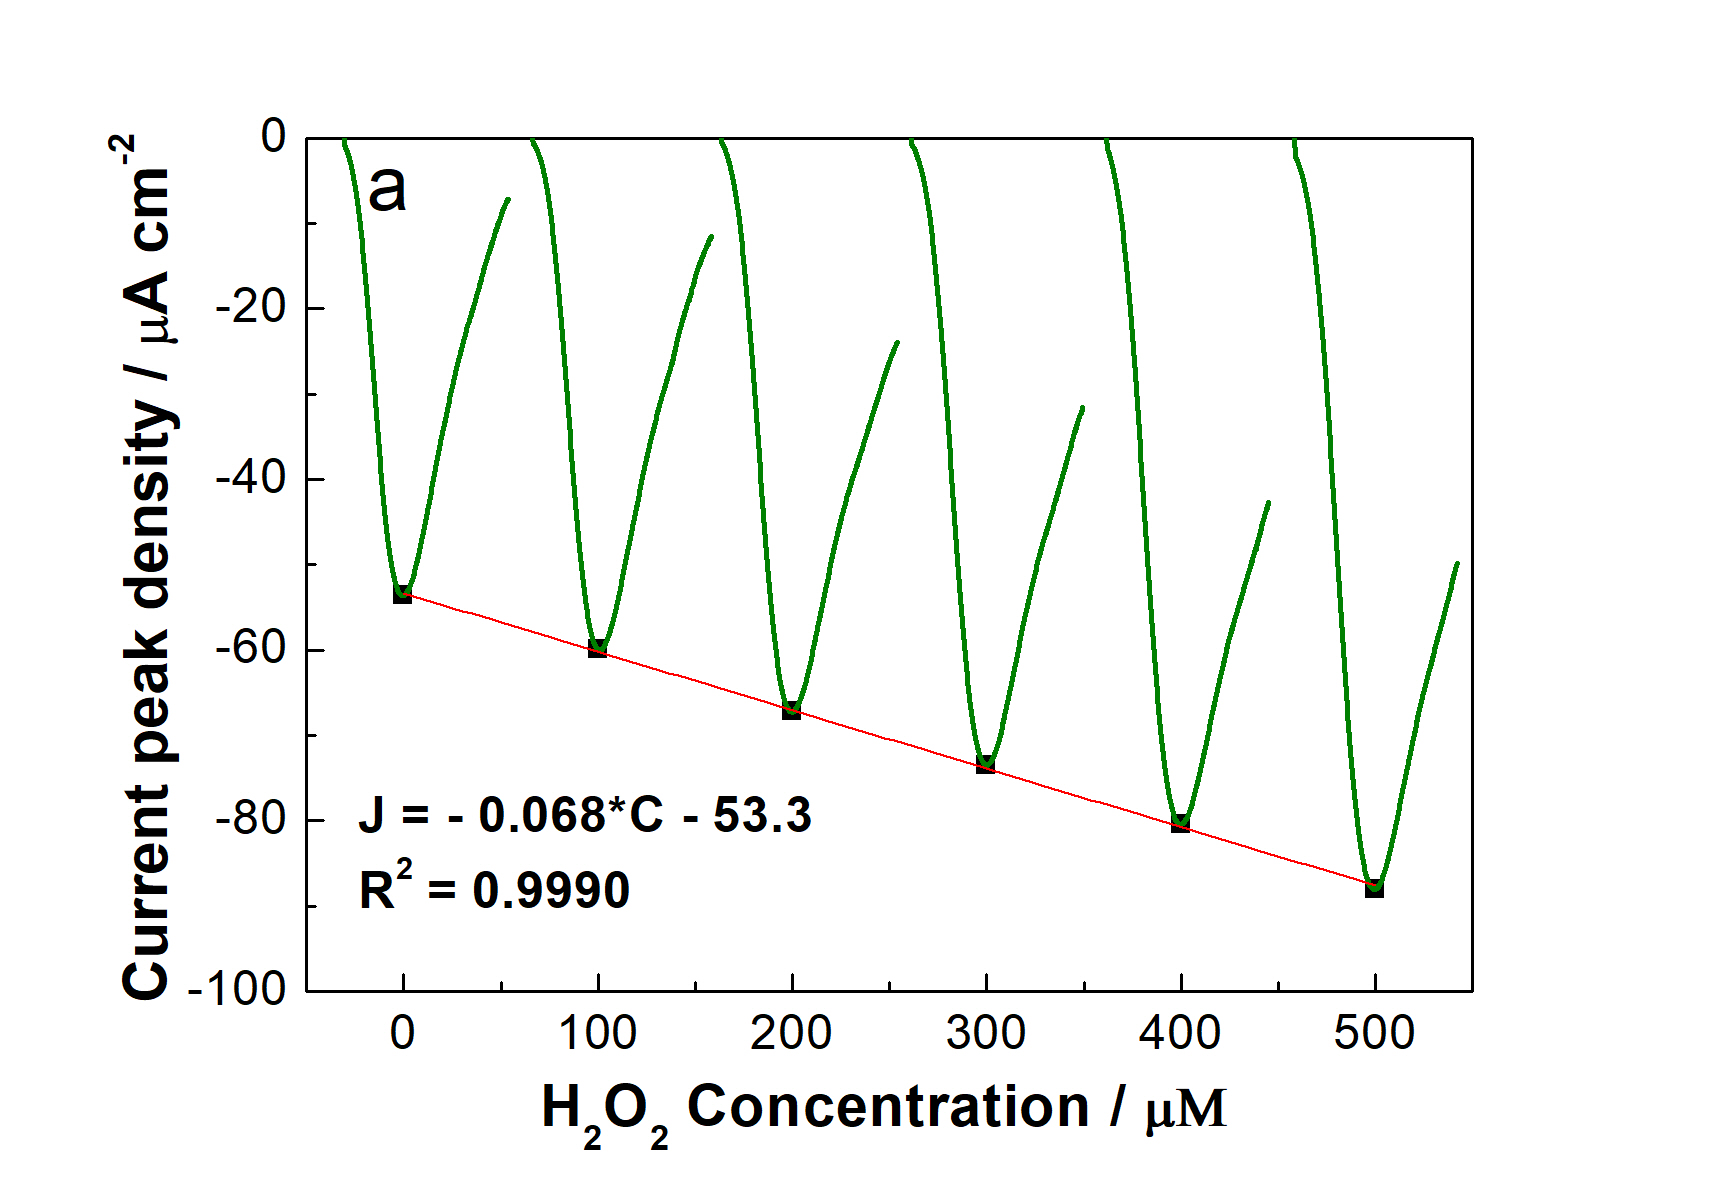 a
0
-20
-40
-60
-80
-100
Current peak density / μA cm⁻²
J = - 0.068*C - 53.3
R² = 0.9990
0 100 200 300 400 500
H₂O₂ Concentration / μM